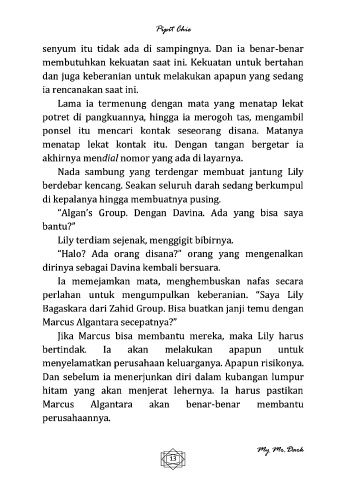 Pipit Chie
senyum itu tidak ada di sampingnya. Dan ia benar-benar
membutuhkan kekuatan saat ini. Kekuatan untuk bertahan
dan juga keberanian untuk melakukan apapun yang sedang
ia rencanakan saat ini.
Lama ia termenung dengan mata yang menatap lekat
potret di pangkuannya, hingga ia merogoh tas, mengambil
ponsel itu mencari kontak seseorang disana. Matanya
menatap lekat kontak itu. Dengan tangan bergetar ia
akhirnya mendial nomor yang ada di layarnya.
Nada sambung yang terdengar membuat jantung Lily
berdebar kencang. Seakan seluruh darah sedang berkumpul
di kepalanya hingga membuatnya pusing.
"Algan's Group. Dengan Davina. Ada yang bisa saya
bantu?"
Lily terdiam sejenak, menggigit bibirnya.
"Halo? Ada orang disana?" orang yang mengenalkan
dirinya sebagai Davina kembali bersuara.
Ia memejamkan mata, menghembuskan nafas secara
perlahan untuk mengumpulkan keberanian. "Saya Lily
Bagaskara dari Zahid Group. Bisa buatkan janji temu dengan
Marcus Algantara secepatnya?"
Jika Marcus bisa membantu mereka, maka Lily harus
bertindak. Ia akan melakukan apapun untuk
menyelamatkan perusahaan keluarganya. Apapun risikonya.
Dan sebelum ia menerjunkan diri dalam kubangan lumpur
hitam yang akan menjerat lehernya. Ia harus pastikan
Marcus Algantara akan benar-benar membantu
perusahaannya.
My Mr. Dark
13